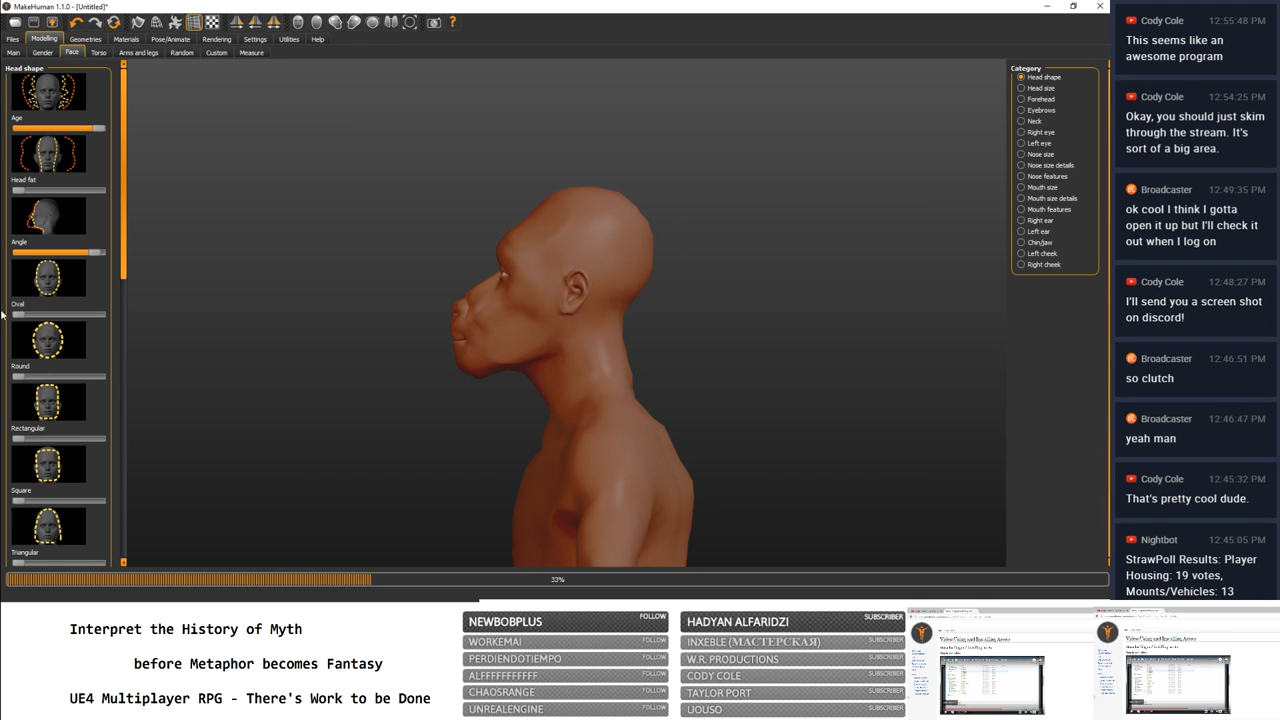 MakeHuman 1.1.0 - [Untitled]*
Files
Modelling
Geometries
Materials
Pose/Animate
Rendering
Settings
Utilities
Help
Main
Gender
Face
Torso
Arms and legs
Random
Custom
Measure
Head shape
Age
Head fat
Angle
Oval
Round
Rectangular
Square
Triangular
Category
Head shape
Head size
Forehead
Eyebrows
Neck
Right eye
Left eye
Nose size
Nose size details
Nose features
Mouth size
Mouth size details
Mouth features
Right ear
Left ear
Chin/jaw
Left cheek
Right cheek
33%
Cody Cole 12:55:48 PM
This seems like an
awesome program
Cody Cole 12:54:25 PM
Okay, you should just skim
through the stream. It's
sort of a big area.
Broadcaster 12:49:35 PM
ok cool I think I gotta
open it up but I'll check it
out when I log on
Cody Cole 12:48:27 PM
I'll send you a screen shot
on discord!
Broadcaster 12:46:51 PM
so clutch
Broadcaster 12:46:47 PM
yeah man
Cody Cole 12:45:32 PM
That's pretty cool dude.
Nightbot 12:45:05 PM
StrawPoll Results: Player
Housing: 19 votes,
Mounts/Vehicles: 13
Interpret the History of Myth
before Metaphor becomes Fantasy
UE4 Multiplayer RPG - There's Work to be Done
NEWBOBPLUS FOLLOW
WORKEMAI FOLLOW
PERDIENDOTIEMPO FOLLOW
ALFFFFFFFFFF FOLLOW
CHAOSRANGE FOLLOW
UNREALENGINE FOLLOW
HADYAN ALFARIDZI SUBSCRIBER
INXEBLE (МАСТЕРСКАЯ) SUBSCRIBER
W.R. PRODUCTIONS SUBSCRIBER
CODY COLE SUBSCRIBER
TAYLOR PORT SUBSCRIBER
UOUSO SUBSCRIBER